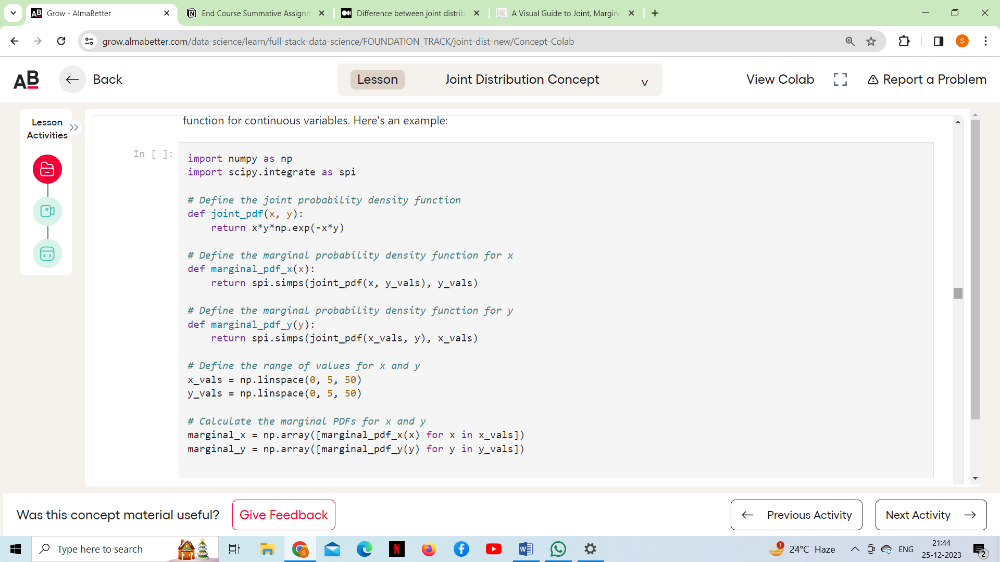 Grow - AlmaBetter
End Course Summative Assignn
Difference between joint distrib
A Visual Guide to Joint, Margina
grow.almabetter.com/data-science/learn/full-stack-data-science/FOUNDATION_TRACK/joint-dist-new/Concept-Colab
S
AB
Back
Lesson
Joint Distribution Concept
View Colab
Report a Problem
Lesson
Activities
function for continuous variables. Here's an example:
In [ ]:
import numpy as np
import scipy.integrate as spi
# Define the joint probability density function
def joint_pdf(x, y):
    return x*y*np.exp(-x*y)
# Define the marginal probability density function for x
def marginal_pdf_x(x):
    return spi.simps(joint_pdf(x, y_vals), y_vals)
# Define the marginal probability density function for y
def marginal_pdf_y(y):
    return spi.simps(joint_pdf(x_vals, y), x_vals)
# Define the range of values for x and y
x_vals = np.linspace(0, 5, 50)
y_vals = np.linspace(0, 5, 50)
# Calculate the marginal PDFs for x and y
marginal_x = np.array([marginal_pdf_x(x) for x in x_vals])
marginal_y = np.array([marginal_pdf_y(y) for y in y_vals])
Was this concept material useful?
Give Feedback
Previous Activity
Next Activity
Type here to search
1
24°C Haze
ENG
21:44
25-12-2023
2